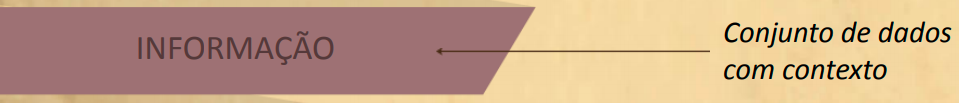 INFORMAÇÃO
Conjunto de dados
com contexto